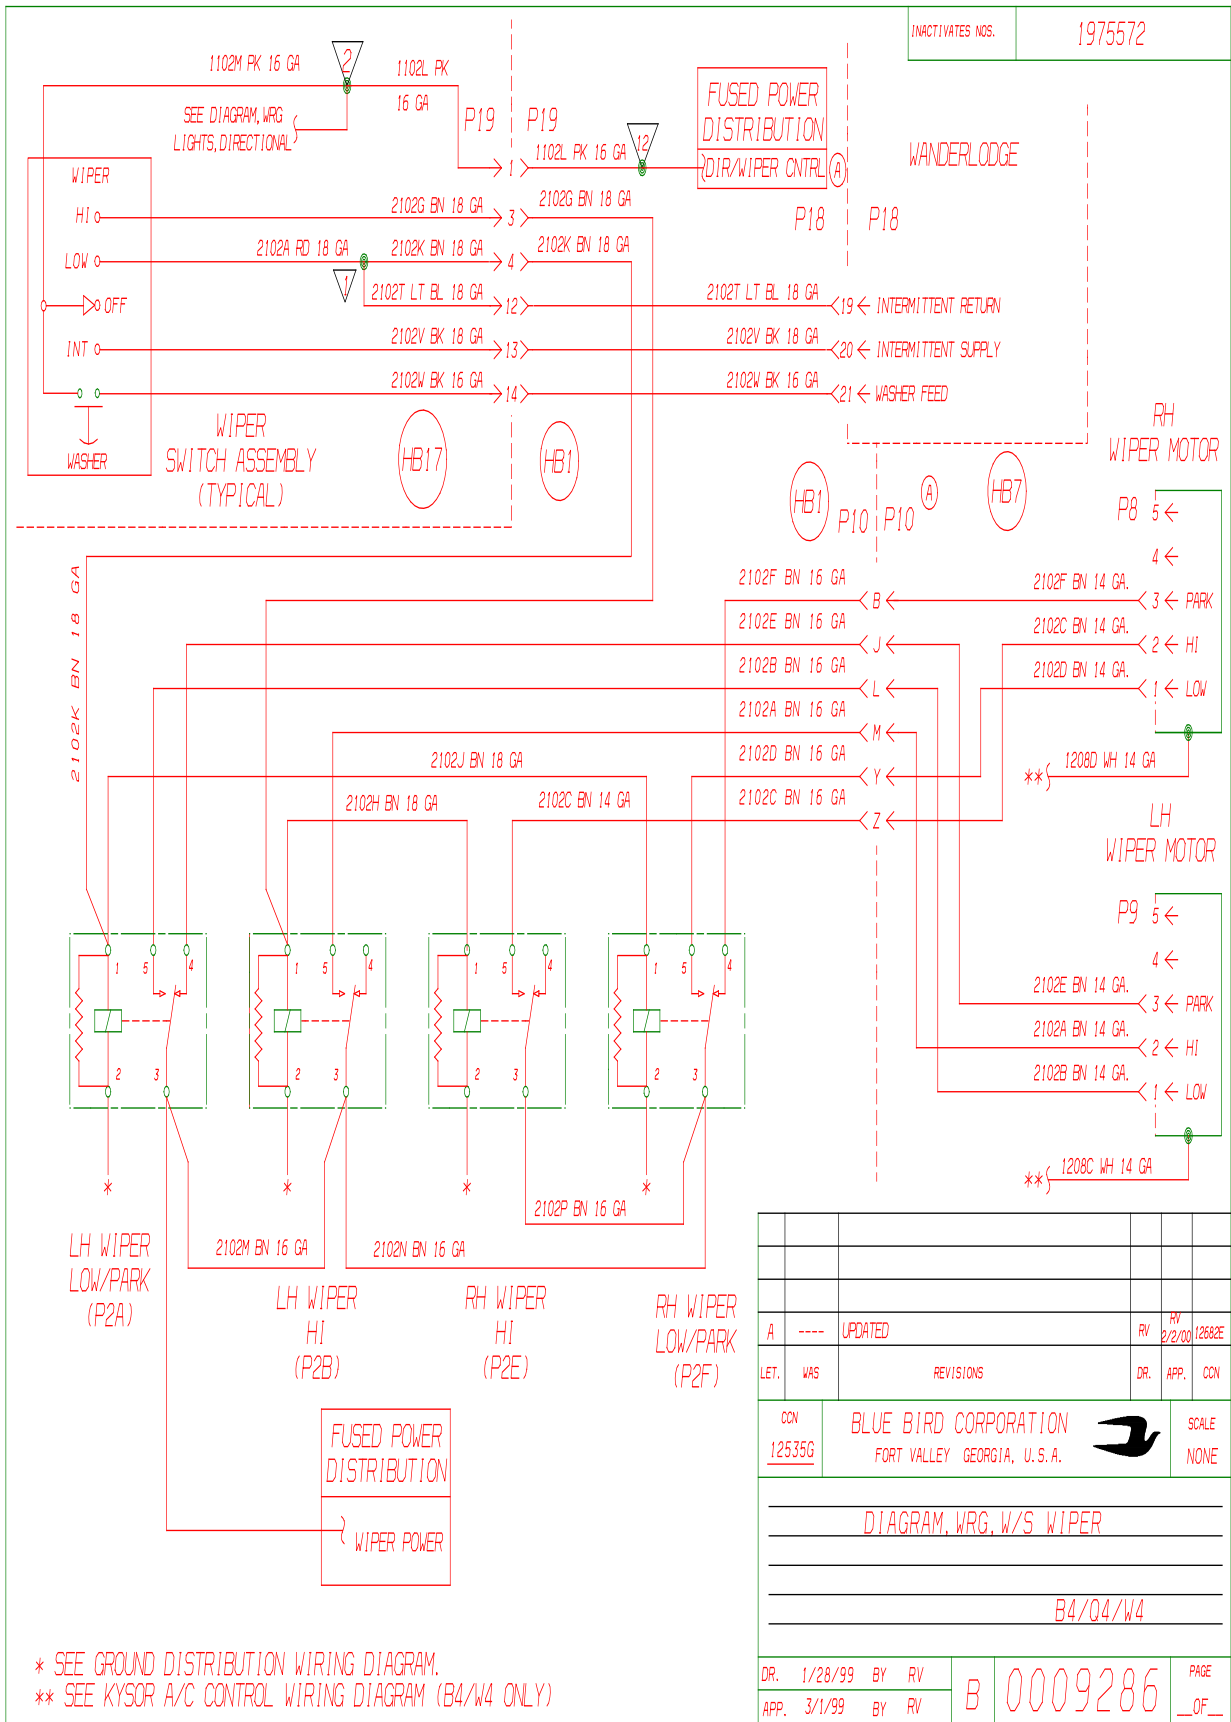 INACTIVATES NOS.
1975572
1102M PK 16 GA
2
1102L PK
16 GA
SEE DIAGRAM, WRG
LIGHTS, DIRECTIONAL
P19
P19
12
FUSED POWER
DISTRIBUTION
1102L PK 16 GA
1
DIR/WIPER CNTRL
A
WANDERLODGE
WIPER
HI
2102G BN 18 GA
3
2102G BN 18 GA
P18
P18
LOW
2102A RD 18 GA
2102K BN 18 GA
4
2102K BN 18 GA
1
OFF
2102T LT BL 18 GA
12
2102T LT BL 18 GA
19
INTERMITTENT RETURN
INT
2102V BK 18 GA
13
2102V BK 18 GA
20
INTERMITTENT SUPPLY
2102W BK 16 GA
14
2102W BK 16 GA
21
WASHER FEED
WASHER
WIPER
SWITCH ASSEMBLY
(TYPICAL)
HB17
HB1
RH
WIPER MOTOR
HB1
P10
P10
A
HB7
P8
5
4
2102F BN 16 GA
B
2102F BN 14 GA.
3
PARK
2102E BN 16 GA
J
2102C BN 14 GA.
2
HI
2102B BN 16 GA
L
2102D BN 14 GA.
1
LOW
2102A BN 16 GA
M
2102D BN 16 GA
Y
2102C BN 16 GA
Z
1208D WH 14 GA
**
2102K BN 18 GA
2102J BN 18 GA
2102H BN 18 GA
2102C BN 14 GA
LH
WIPER MOTOR
P9
5
4
2102E BN 14 GA.
3
PARK
2102A BN 14 GA.
2
HI
2102B BN 14 GA.
1
LOW
1208C WH 14 GA
**
1
5
4
1
5
4
1
5
4
1
5
4
2
3
2
3
2
3
2
3
*
*
*
*
2102P BN 16 GA
2102M BN 16 GA
2102N BN 16 GA
LH WIPER
LOW/PARK
(P2A)
LH WIPER
HI
(P2B)
RH WIPER
HI
(P2E)
RH WIPER
LOW/PARK
(P2F)
FUSED POWER
DISTRIBUTION
WIPER POWER
* SEE GROUND DISTRIBUTION WIRING DIAGRAM.
** SEE KYSOR A/C CONTROL WIRING DIAGRAM (B4/W4 ONLY)
A ---- UPDATED RV RV 2/2/00 12682E
LET. WAS REVISIONS DR. APP. CCN
CCN
12535G
BLUE BIRD CORPORATION
FORT VALLEY GEORGIA, U.S.A.
SCALE
NONE
DIAGRAM, WRG, W/S WIPER
B4/Q4/W4
DR. 1/28/99 BY RV
APP. 3/1/99 BY RV
B
0009286
PAGE
__OF__